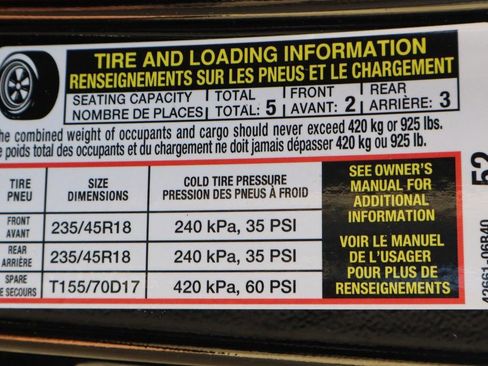 TIRE AND LOADING INFORMATION
RENSEIGNEMENTS SUR LES PNEUS ET LE CHARGEMENT
SEATING CAPACITY TOTAL FRONT REAR
NOMBRE DE PLACES TOTAL: 5 AVANT: 2 ARRIÈRE: 3
he combined weight of occupants and cargo should never exceed 420 kg or 925 lbs.
e poids total des occupants et du chargement ne doit jamais dépasser 420 kg ou 925 lb.
TIRE SIZE COLD TIRE PRESSURE
PNEU DIMENSIONS PRESSION DES PNEUS À FROID
FRONT
AVANT 235/45R18 240 kPa, 35 PSI
REAR
ARRIÈRE 235/45R18 240 kPa, 35 PSI
SPARE
E SECOURS T155/70D17 420 kPa, 60 PSI
SEE OWNER'S
MANUAL FOR
ADDITIONAL
INFORMATION
VOIR LE MANUEL
DE L'USAGER
POUR PLUS DE
RENSEIGNEMENTS
42661-06B40 52